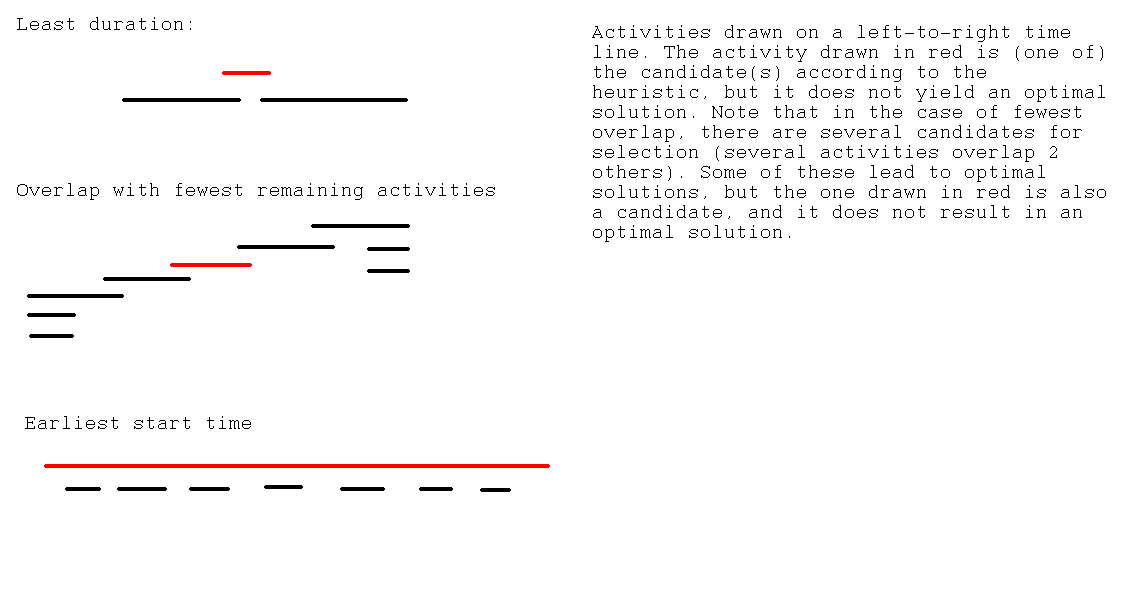 Least duration:
Activities drawn on a left-to-right time
line. The activity drawn in red is (one of)
the candidate(s) according to the
heuristic, but it does not yield an optimal
solution. Note that in the case of fewest
overlap, there are several candidates for
selection (several activities overlap 2
others). Some of these lead to optimal
solutions, but the one drawn in red is also
a candidate, and it does not result in an
optimal solution.
Overlap with fewest remaining activities
Earliest start time